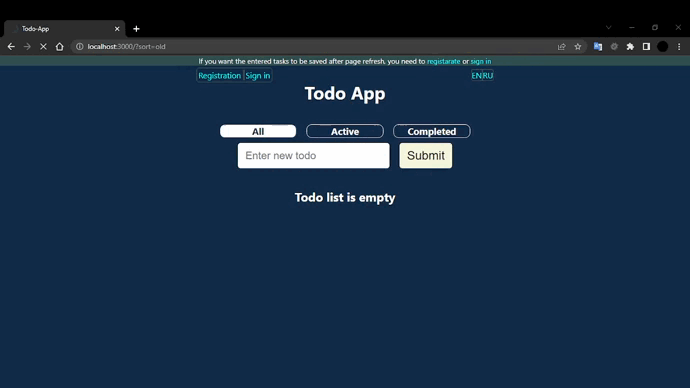 Todo-App
localhost:3000/?sort=old
If you want the entered tasks to be saved after page refresh, you need to registarate or sign in
Registration Sign in ENRU
Todo App
All Active Completed
Enter new todo Submit
Todo list is empty